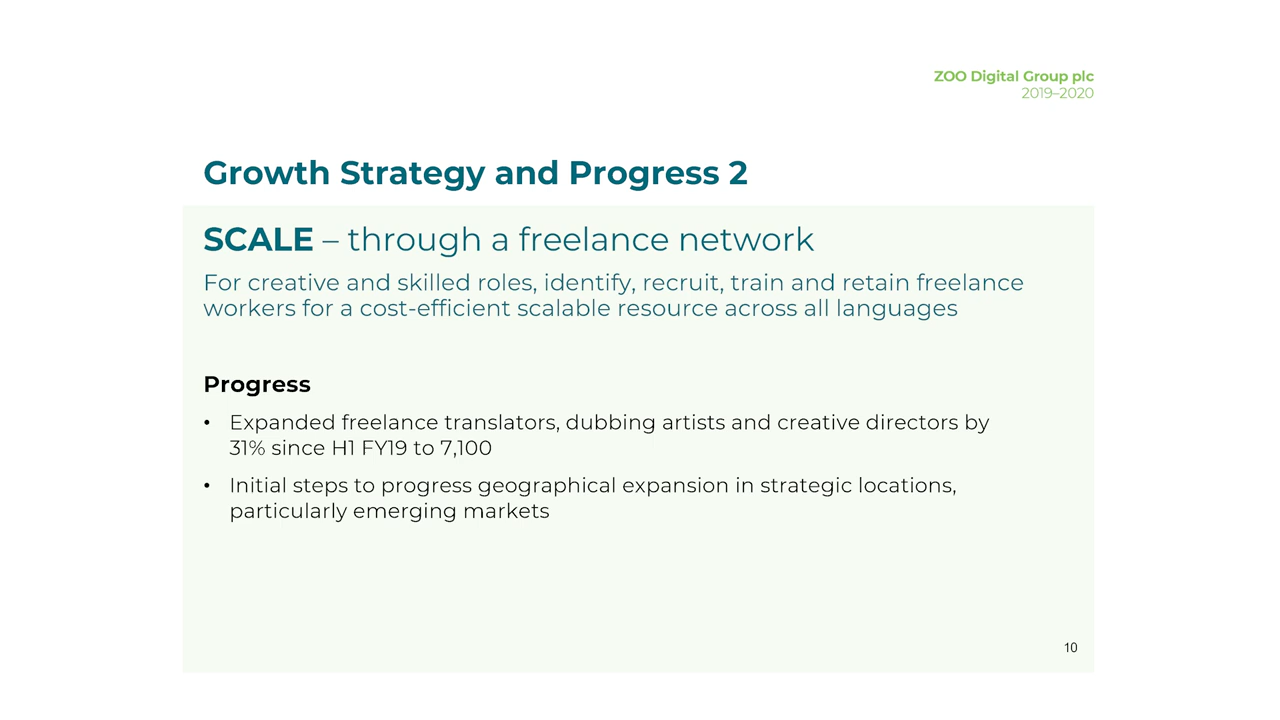 ZOO Digital Group plc
2019–2020
Growth Strategy and Progress 2
SCALE – through a freelance network
For creative and skilled roles, identify, recruit, train and retain freelance
workers for a cost-efficient scalable resource across all languages
Progress
• Expanded freelance translators, dubbing artists and creative directors by
31% since H1 FY19 to 7,100
• Initial steps to progress geographical expansion in strategic locations,
particularly emerging markets
10